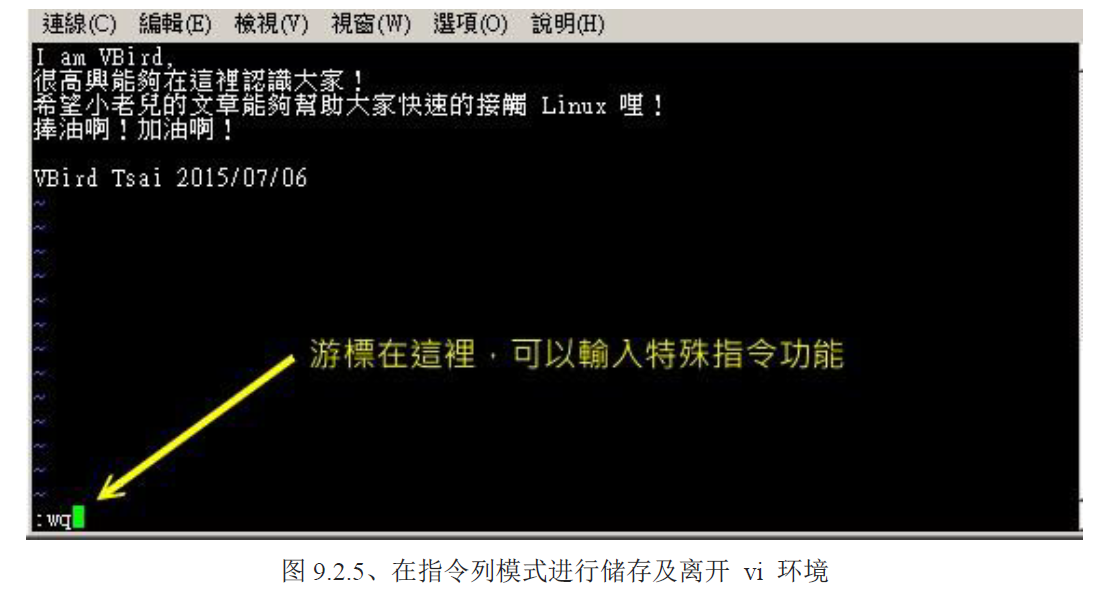 連線(C) 編輯(E) 檢視(V) 視窗(W) 選項(O) 說明(H)
I am VBird,
很高興能夠在這裡認識大家！
希望小老兒的文章能夠幫助大家快速的接觸 Linux 哩！
捧油啊！加油啊！
VBird Tsai 2015/07/06
~
~
~
~
~
~
~
~
~
~
~
~
~
游標在這裡，可以輸入特殊指令功能
:wq
图 9.2.5、在指令列模式进行储存及离开 vi 环境